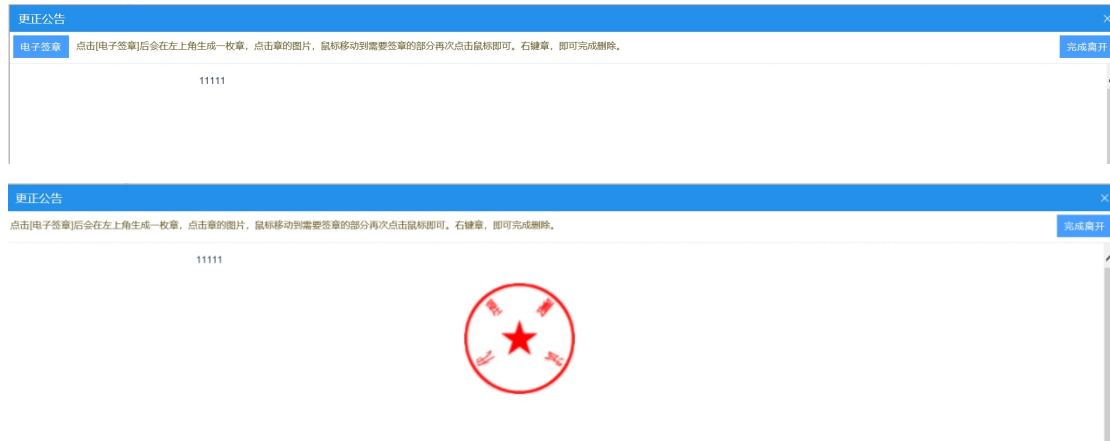 更正公告
×
电子签章 点击[电子签章]后会在左上角生成一枚章，点击章的图片，鼠标移动到需要签章的部分再次点击鼠标即可。右键章，即可完成删除。 完成离开
11111
更正公告
×
点击[电子签章]后会在左上角生成一枚章，点击章的图片，鼠标移动到需要签章的部分再次点击鼠标即可。右键章，即可完成删除。 完成离开
11111
代理测试